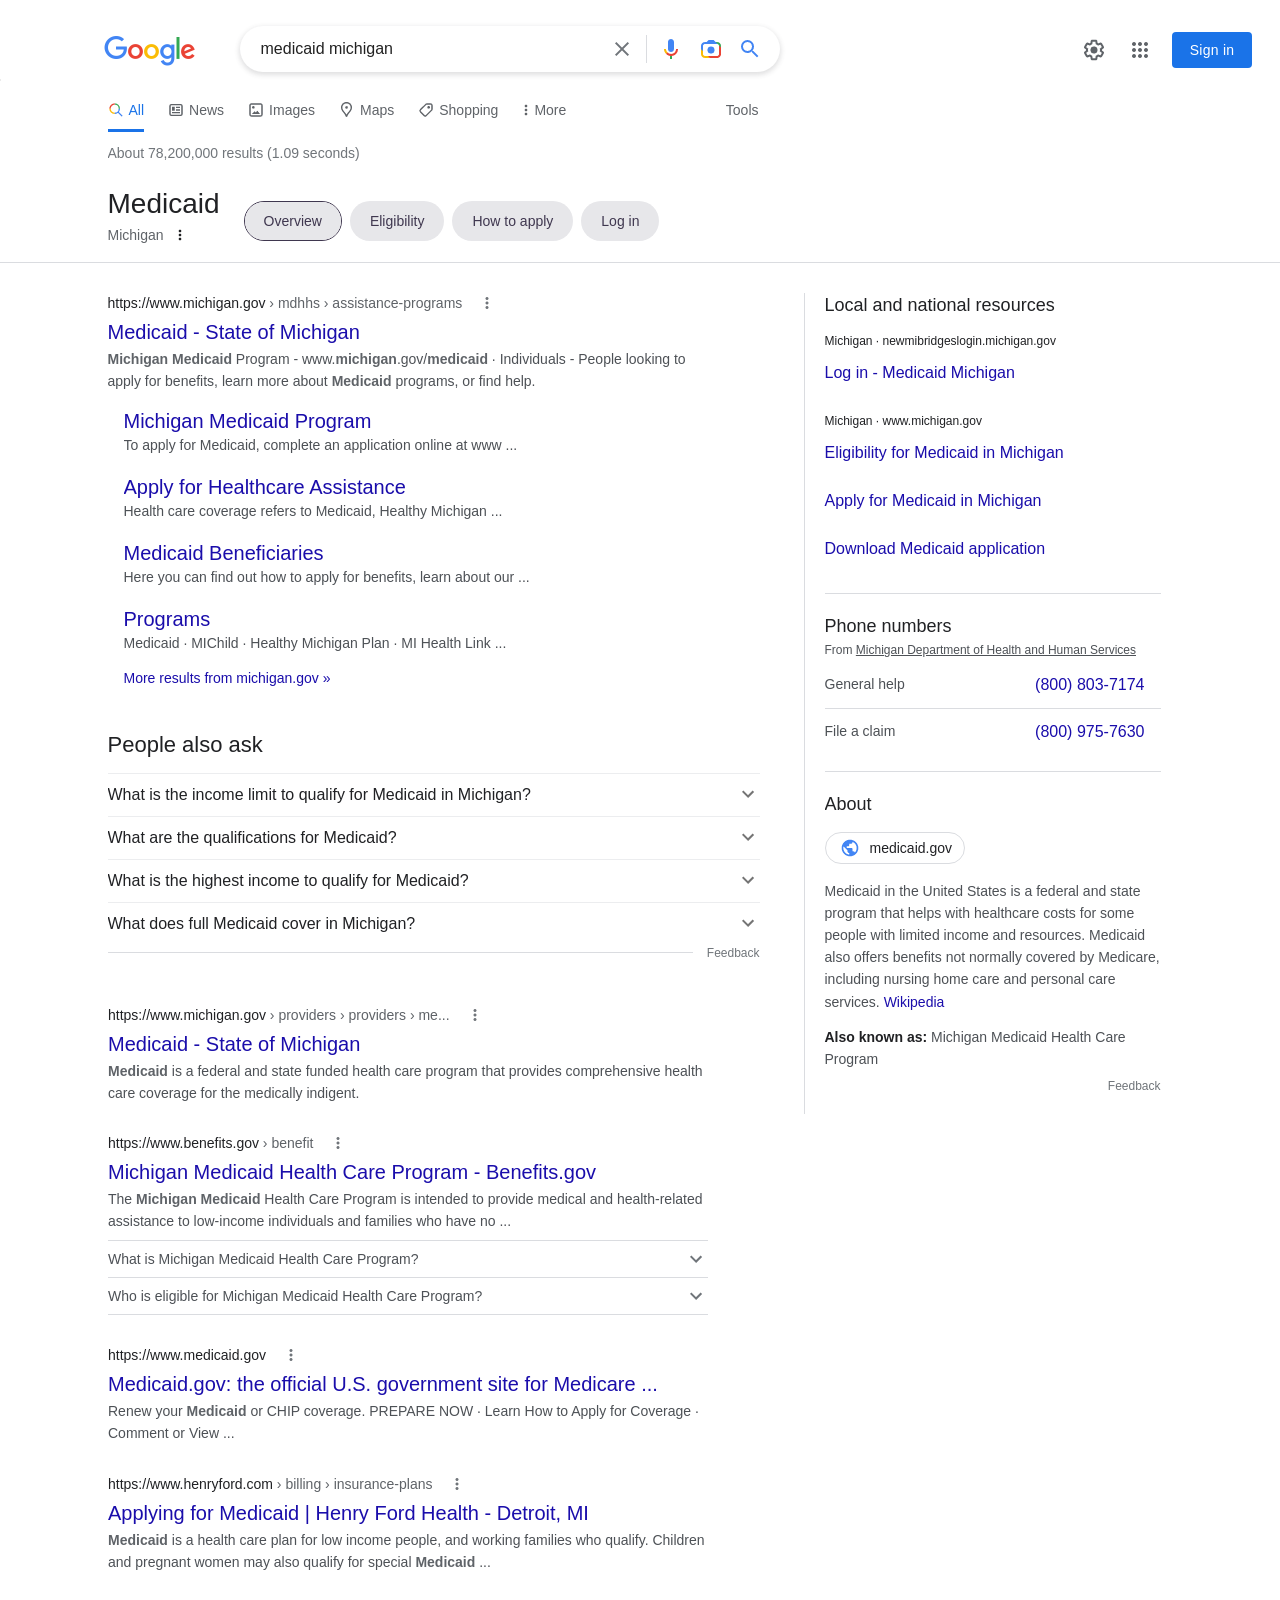 Google
medicaid michigan
Sign in
All
News
Images
Maps
Shopping
More
Tools
About 78,200,000 results (1.09 seconds)
Medicaid
Michigan
Overview
Eligibility
How to apply
Log in
https://www.michigan.gov › mdhhs › assistance-programs
Medicaid - State of Michigan
Michigan Medicaid Program - www.michigan.gov/medicaid · Individuals - People looking to
apply for benefits, learn more about Medicaid programs, or find help.
Michigan Medicaid Program
To apply for Medicaid, complete an application online at www ...
Apply for Healthcare Assistance
Health care coverage refers to Medicaid, Healthy Michigan ...
Medicaid Beneficiaries
Here you can find out how to apply for benefits, learn about our ...
Programs
Medicaid · MIChild · Healthy Michigan Plan · MI Health Link ...
More results from michigan.gov »
People also ask
What is the income limit to qualify for Medicaid in Michigan?
What are the qualifications for Medicaid?
What is the highest income to qualify for Medicaid?
What does full Medicaid cover in Michigan?
Feedback
https://www.michigan.gov › providers › providers › me...
Medicaid - State of Michigan
Medicaid is a federal and state funded health care program that provides comprehensive health
care coverage for the medically indigent.
https://www.benefits.gov › benefit
Michigan Medicaid Health Care Program - Benefits.gov
The Michigan Medicaid Health Care Program is intended to provide medical and health-related
assistance to low-income individuals and families who have no ...
What is Michigan Medicaid Health Care Program?
Who is eligible for Michigan Medicaid Health Care Program?
https://www.medicaid.gov
Medicaid.gov: the official U.S. government site for Medicare ...
Renew your Medicaid or CHIP coverage. PREPARE NOW · Learn How to Apply for Coverage ·
Comment or View ...
https://www.henryford.com › billing › insurance-plans
Applying for Medicaid | Henry Ford Health - Detroit, MI
Medicaid is a health care plan for low income people, and working families who qualify. Children
and pregnant women may also qualify for special Medicaid ...
Local and national resources
Michigan · newmibridgeslogin.michigan.gov
Log in - Medicaid Michigan
Michigan · www.michigan.gov
Eligibility for Medicaid in Michigan
Apply for Medicaid in Michigan
Download Medicaid application
Phone numbers
From Michigan Department of Health and Human Services
General help (800) 803-7174
File a claim (800) 975-7630
About
medicaid.gov
Medicaid in the United States is a federal and state
program that helps with healthcare costs for some
people with limited income and resources. Medicaid
also offers benefits not normally covered by Medicare,
including nursing home care and personal care
services. Wikipedia
Also known as: Michigan Medicaid Health Care
Program
Feedback